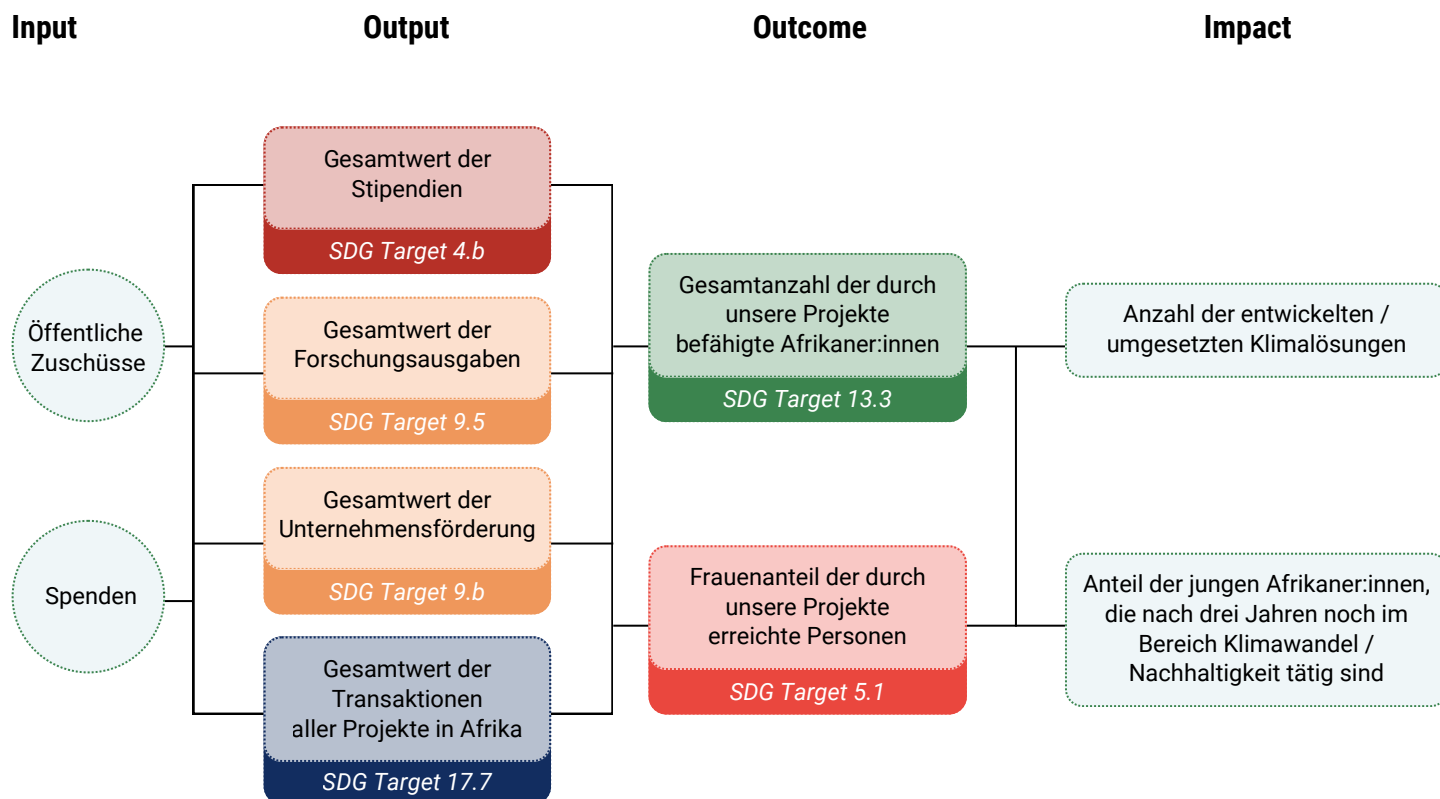 Input
Output
Outcome
Impact
Öffentliche
Zuschüsse
Spenden
Gesamtwert der
Stipendien
SDG Target 4.b
Gesamtwert der
Forschungsausgaben
SDG Target 9.5
Gesamtwert der
Unternehmensförderung
SDG Target 9.b
Gesamtwert der
Transaktionen
aller Projekte in Afrika
SDG Target 17.7
Gesamtanzahl der durch
unsere Projekte
befähigte Afrikaner:innen
SDG Target 13.3
Frauenanteil der durch
unsere Projekte
erreichte Personen
SDG Target 5.1
Anzahl der entwickelten /
umgesetzten Klimalösungen
Anteil der jungen Afrikaner:innen,
die nach drei Jahren noch im
Bereich Klimawandel /
Nachhaltigkeit tätig sind